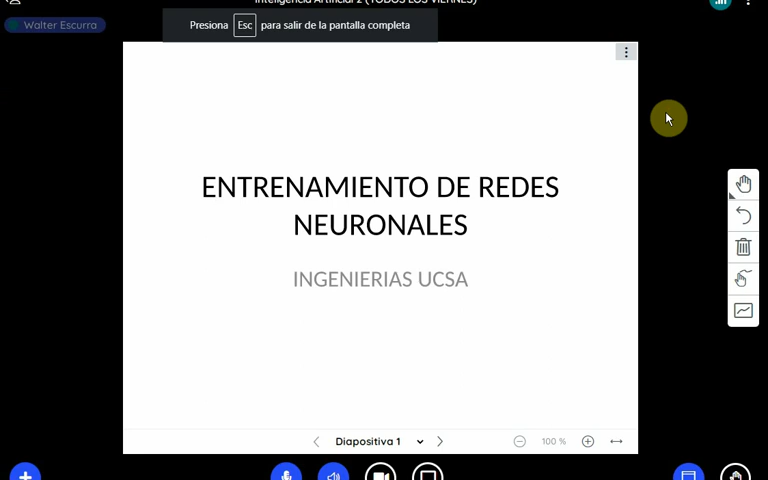 Inteligencia Artificial 2 (TODOS LOS VIERNES)
Presiona Esc para salir de la pantalla completa
Walter Escurra
ENTRENAMIENTO DE REDES
NEURONALES
INGENIERIAS UCSA
Diapositiva 1
100 %